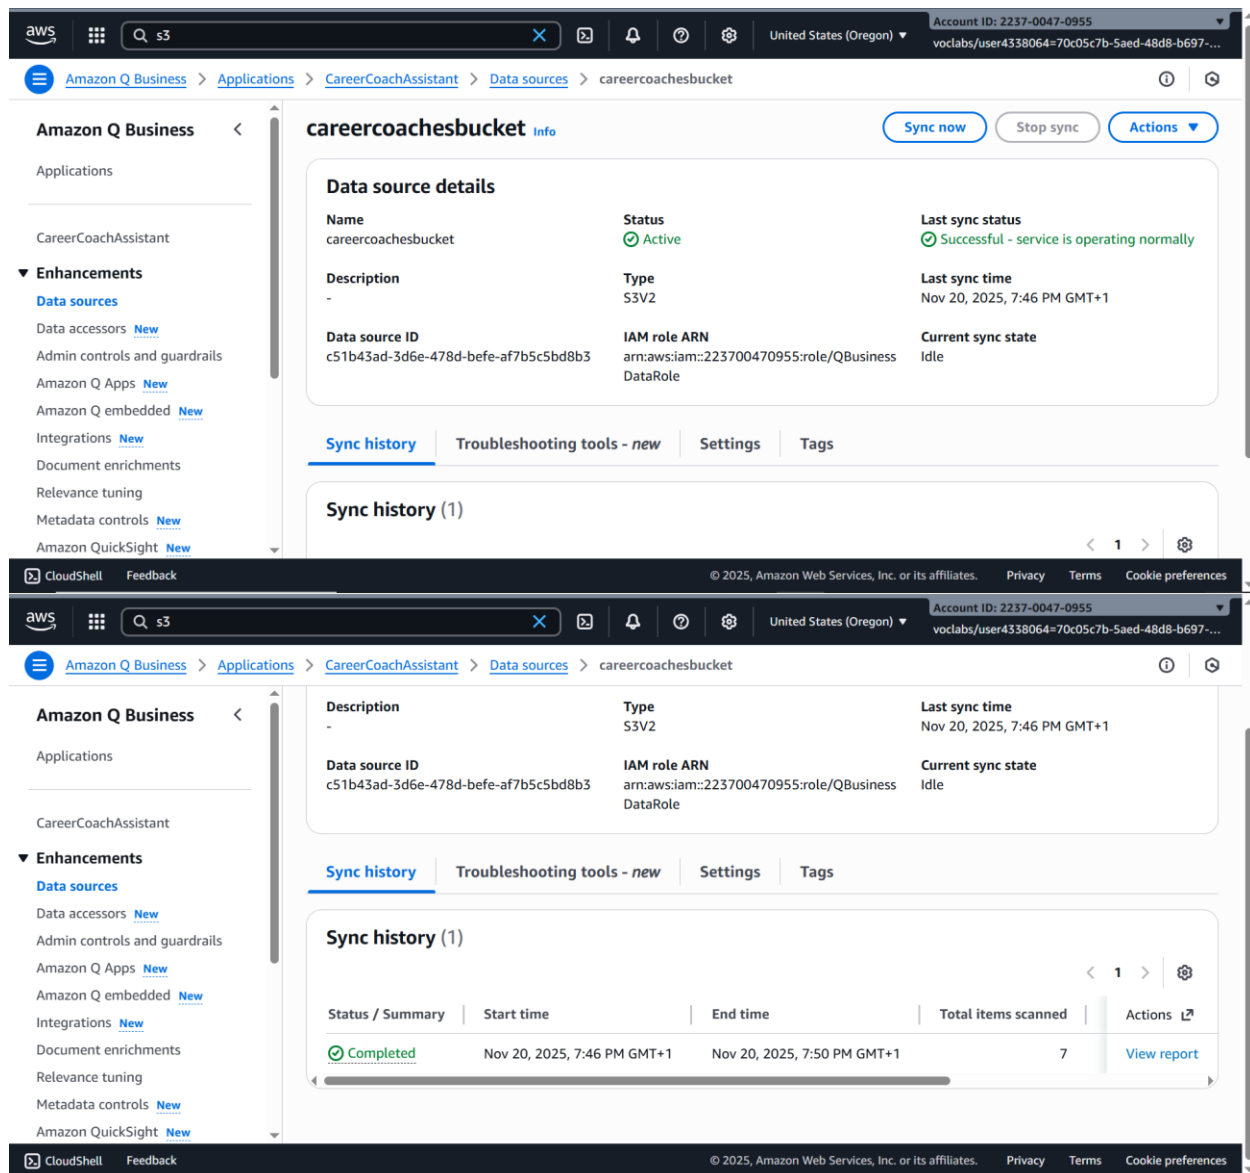 aws
s3
United States (Oregon)
Account ID: 2237-0047-0955
voclabs/user4338064=70c05c7b-5aed-48d8-b697-...
Amazon Q Business > Applications > CareerCoachAssistant > Data sources > careercoachesbucket
Amazon Q Business
Applications
CareerCoachAssistant
Enhancements
Data sources
Data accessors New
Admin controls and guardrails
Amazon Q Apps New
Amazon Q embedded New
Integrations New
Document enrichments
Relevance tuning
Metadata controls New
Amazon QuickSight New
careercoachesbucket Info
Sync now
Stop sync
Actions
Data source details
Name
careercoachesbucket
Status
Active
Last sync status
Successful - service is operating normally
Description
-
Type
S3V2
Last sync time
Nov 20, 2025, 7:46 PM GMT+1
Data source ID
c51b43ad-3d6e-478d-befe-af7b5c5bd8b3
IAM role ARN
arn:aws:iam::223700470955:role/QBusiness
DataRole
Current sync state
Idle
Sync history
Troubleshooting tools - new
Settings
Tags
Sync history (1)
1
CloudShell
Feedback
© 2025, Amazon Web Services, Inc. or its affiliates.
Privacy
Terms
Cookie preferences
aws
s3
United States (Oregon)
Account ID: 2237-0047-0955
voclabs/user4338064=70c05c7b-5aed-48d8-b697-...
Amazon Q Business > Applications > CareerCoachAssistant > Data sources > careercoachesbucket
Amazon Q Business
Applications
CareerCoachAssistant
Enhancements
Data sources
Data accessors New
Admin controls and guardrails
Amazon Q Apps New
Amazon Q embedded New
Integrations New
Document enrichments
Relevance tuning
Metadata controls New
Amazon QuickSight New
Description
-
Type
S3V2
Last sync time
Nov 20, 2025, 7:46 PM GMT+1
Data source ID
c51b43ad-3d6e-478d-befe-af7b5c5bd8b3
IAM role ARN
arn:aws:iam::223700470955:role/QBusiness
DataRole
Current sync state
Idle
Sync history
Troubleshooting tools - new
Settings
Tags
Sync history (1)
1
Status / Summary
Start time
End time
Total items scanned
Actions
Completed
Nov 20, 2025, 7:46 PM GMT+1
Nov 20, 2025, 7:50 PM GMT+1
7
View report
CloudShell
Feedback
© 2025, Amazon Web Services, Inc. or its affiliates.
Privacy
Terms
Cookie preferences